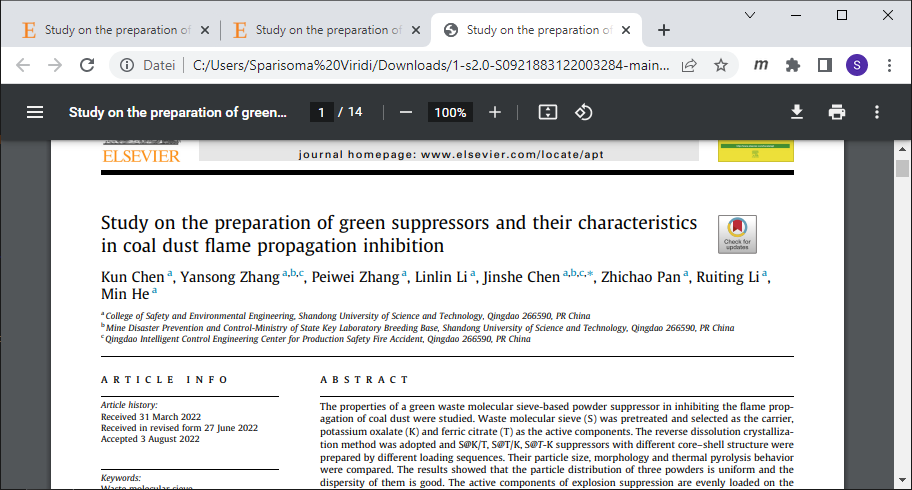 Study on the preparation of
Study on the preparation of
Study on the preparation of
Datei
C:/Users/Sparisoma%20Viridi/Downloads/1-s2.0-S0921883122003284-main...
m
S
Study on the preparation of green...
1 / 14
100%
ELSEVIER
journal homepage: www.elsevier.com/locate/apt
Study on the preparation of green suppressors and their characteristics
in coal dust flame propagation inhibition
Check for
updates
Kun Chen a, Yansong Zhang a,b,c, Peiwei Zhang a, Linlin Li a, Jinshe Chen a,b,c,*, Zhichao Pan a, Ruiting Li a,
Min He a
a College of Safety and Environmental Engineering, Shandong University of Science and Technology, Qingdao 266590, PR China
b Mine Disaster Prevention and Control-Ministry of State Key Laboratory Breeding Base, Shandong University of Science and Technology, Qingdao 266590, PR China
c Qingdao Intelligent Control Engineering Center for Production Safety Fire Accident, Qingdao 266590, PR China
ARTICLE INFO
Article history:
Received 31 March 2022
Received in revised form 27 June 2022
Accepted 3 August 2022
Keywords:
Waste molecular sieve
ABSTRACT
The properties of a green waste molecular sieve-based powder suppressor in inhibiting the flame prop-
agation of coal dust were studied. Waste molecular sieve (S) was pretreated and selected as the carrier,
potassium oxalate (K) and ferric citrate (T) as the active components. The reverse dissolution crystalliza-
tion method was adopted and S@K/T, S@T/K, S@T-K suppressors with different core–shell structure were
prepared by different loading sequences. Their particle size, morphology and thermal pyrolysis behavior
were compared. The results showed that the particle distribution of three powders is uniform and the
dispersity of them is good. The active components of explosion suppression are evenly loaded on the